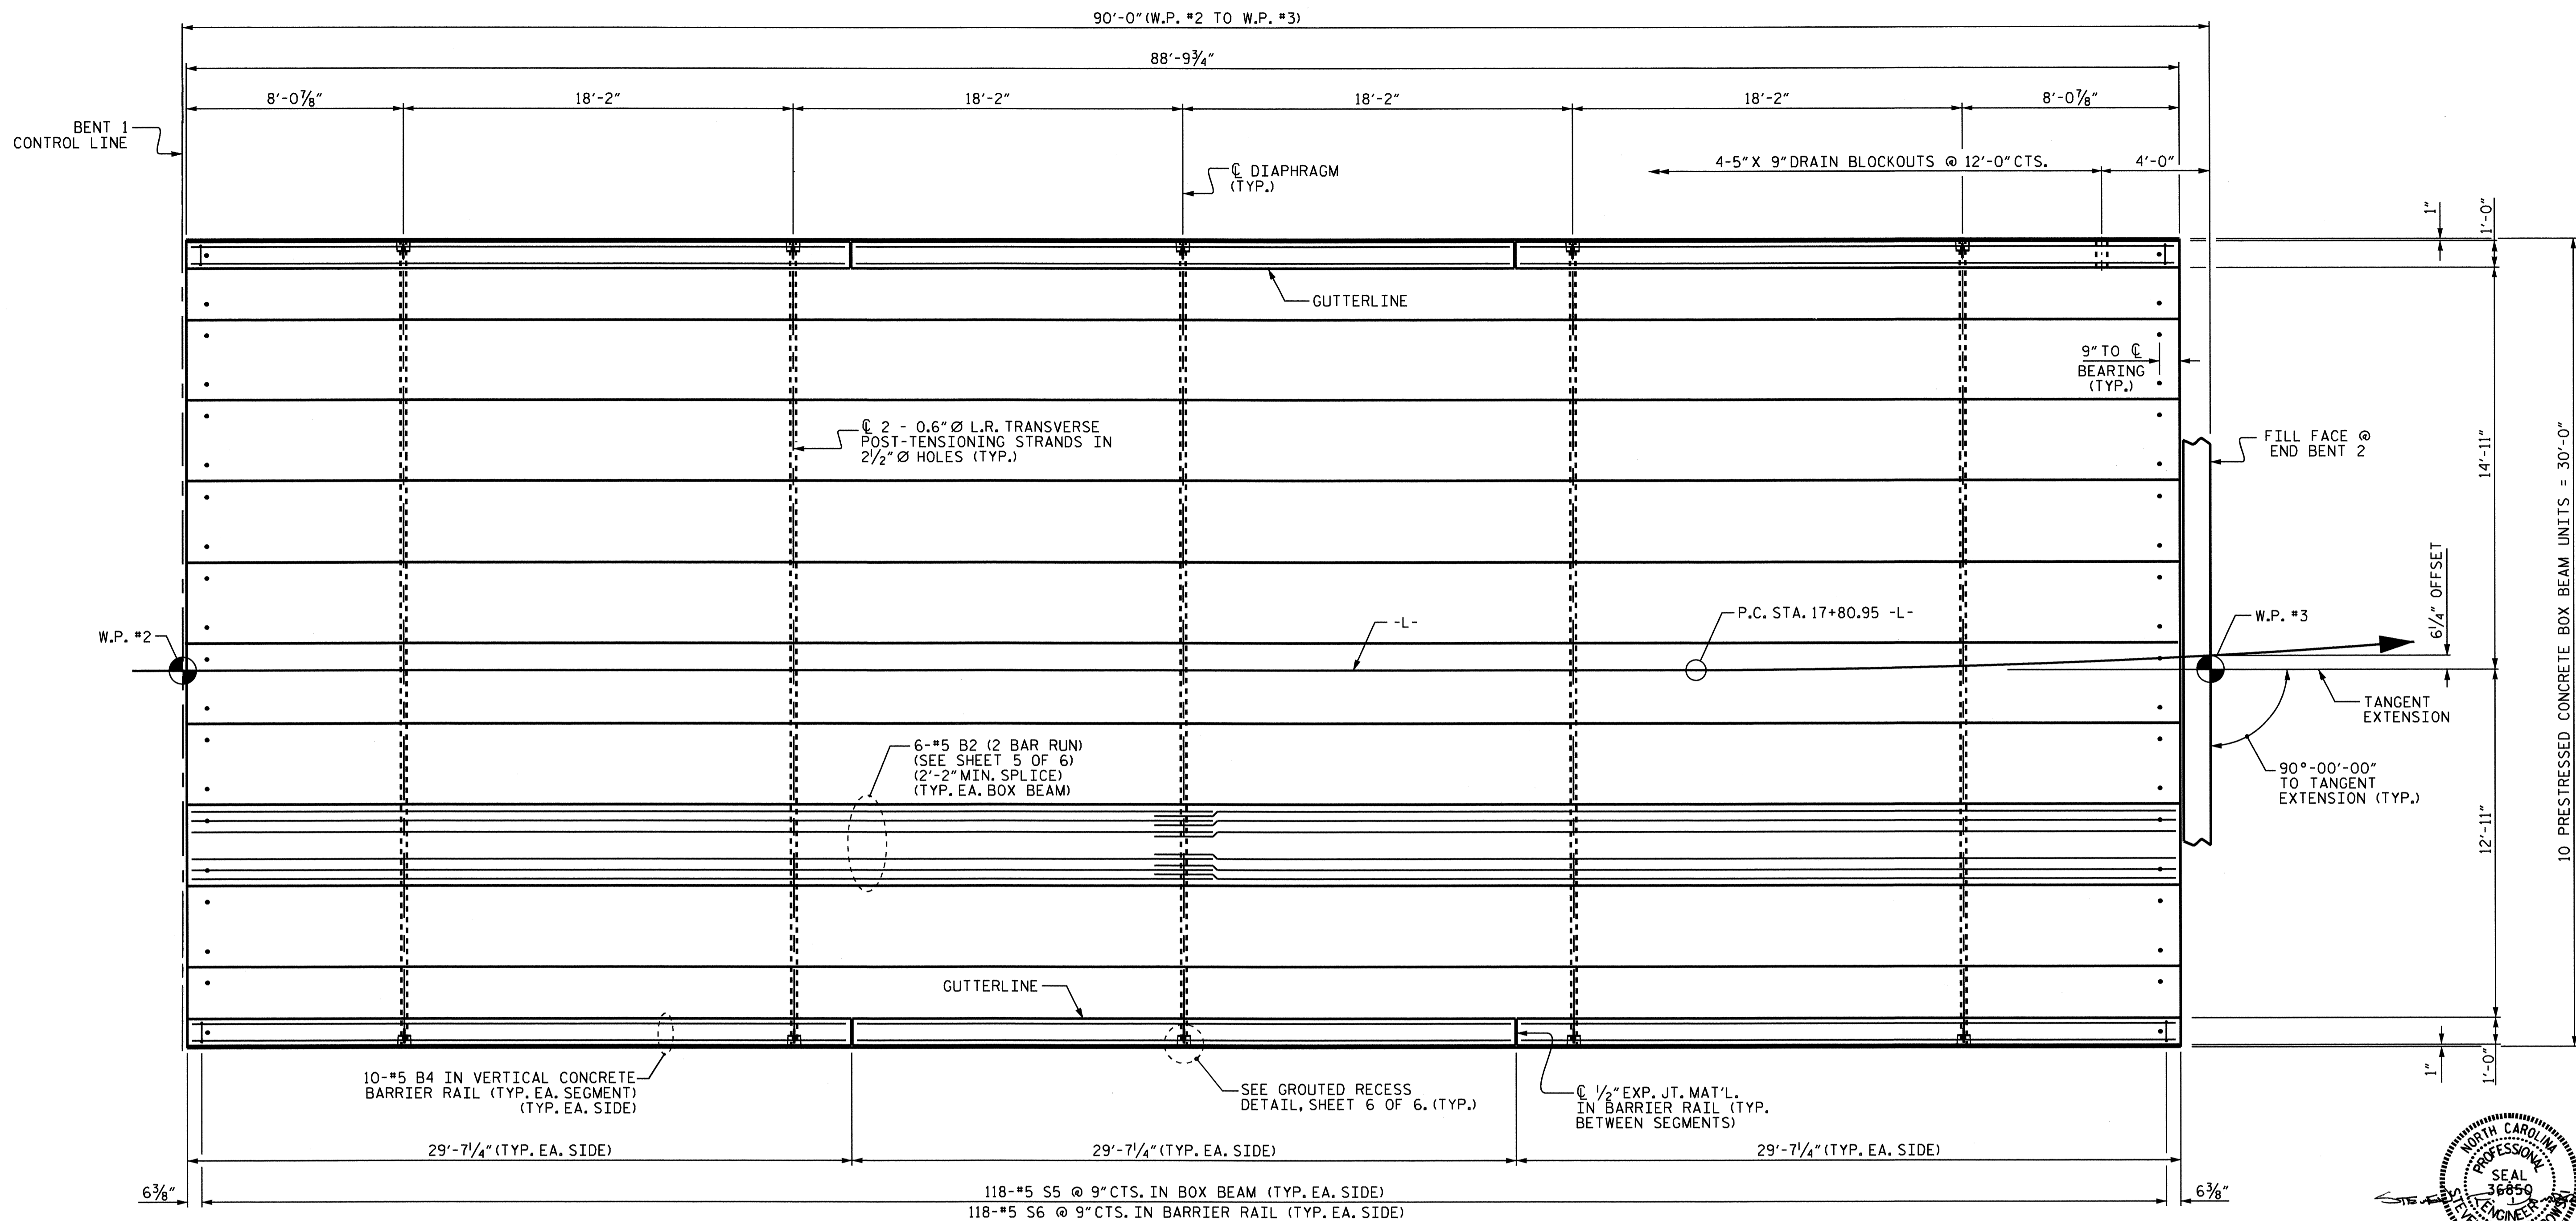 90'-0" (W.P. #2 TO W.P. #3)
88'-9¾"
8'-0⅞"
18'-2"
18'-2"
18'-2"
18'-2"
8'-0⅞"
BENT 1
CONTROL LINE
℄ DIAPHRAGM
(TYP.)
4-5" X 9" DRAIN BLOCKOUTS @ 12'-0" CTS.
4'-0"
1"
1'-0"
GUTTERLINE
9" TO ℄
BEARING
(TYP.)
℄ 2 - 0.6" Ø L.R. TRANSVERSE
POST-TENSIONING STRANDS IN
2½" Ø HOLES (TYP.)
FILL FACE @
END BENT 2
14'-11"
10 PRESTRESSED CONCRETE BOX BEAM UNITS = 30'-0"
6¼" OFFSET
W.P. #2
-L-
P.C. STA. 17+80.95 -L-
W.P. #3
TANGENT
EXTENSION
90°-00'-00"
TO TANGENT
EXTENSION (TYP.)
6-#5 B2 (2 BAR RUN)
(SEE SHEET 5 OF 6)
(2'-2" MIN. SPLICE)
(TYP. EA. BOX BEAM)
12'-11"
GUTTERLINE
1"
1'-0"
10-#5 B4 IN VERTICAL CONCRETE
BARRIER RAIL (TYP. EA. SEGMENT)
(TYP. EA. SIDE)
SEE GROUTED RECESS
DETAIL, SHEET 6 OF 6. (TYP.)
℄ ½" EXP. JT. MAT'L.
IN BARRIER RAIL (TYP.
BETWEEN SEGMENTS)
29'-7¼" (TYP. EA. SIDE)
29'-7¼" (TYP. EA. SIDE)
29'-7¼" (TYP. EA. SIDE)
6⅜"
118-#5 S5 @ 9" CTS. IN BOX BEAM (TYP. EA. SIDE)
118-#5 S6 @ 9" CTS. IN BARRIER RAIL (TYP. EA. SIDE)
6⅜"
NORTH CAROLINA
PROFESSIONAL
SEAL
36850
ENGINEER